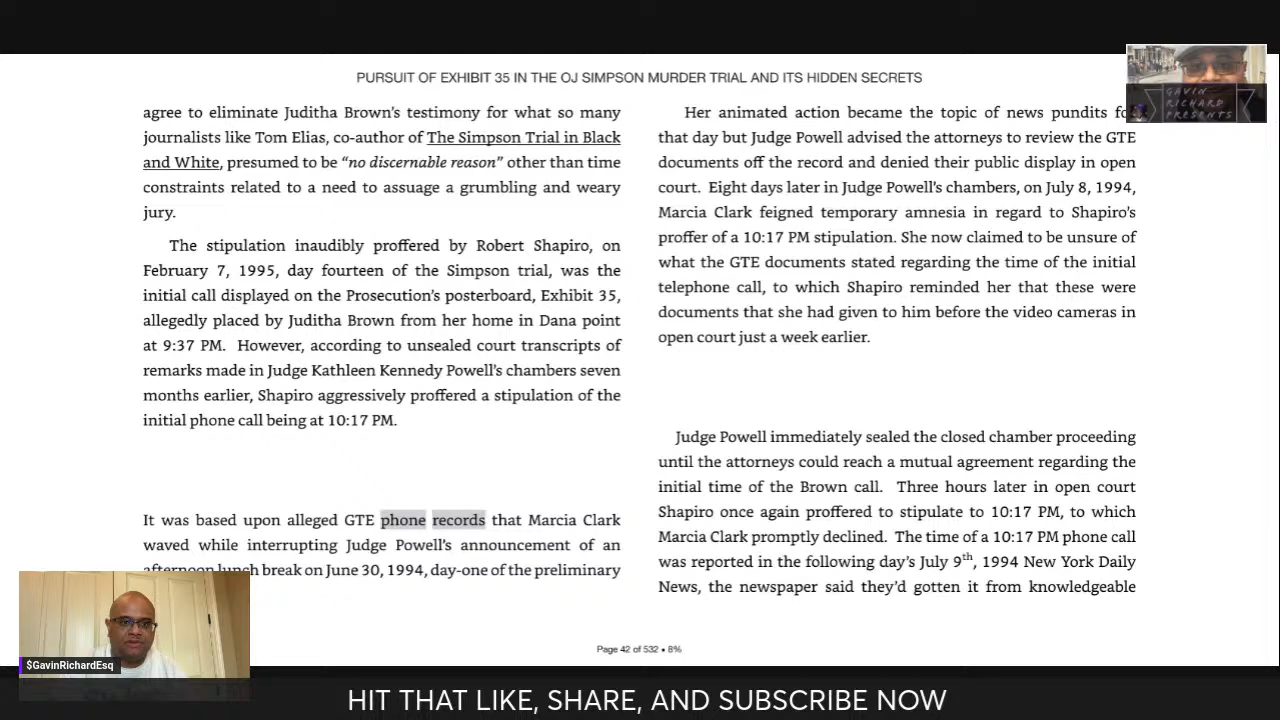 PURSUIT OF EXHIBIT 35 IN THE OJ SIMPSON MURDER TRIAL AND ITS HIDDEN SECRETS
agree to eliminate Juditha Brown's testimony for what so many
journalists like Tom Elias, co-author of The Simpson Trial in Black
and White, presumed to be "no discernable reason" other than time
constraints related to a need to assuage a grumbling and weary
jury.
The stipulation inaudibly proffered by Robert Shapiro, on
February 7, 1995, day fourteen of the Simpson trial, was the
initial call displayed on the Prosecution's posterboard, Exhibit 35,
allegedly placed by Juditha Brown from her home in Dana point
at 9:37 PM. However, according to unsealed court transcripts of
remarks made in Judge Kathleen Kennedy Powell's chambers seven
months earlier, Shapiro aggressively proffered a stipulation of the
initial phone call being at 10:17 PM.
It was based upon alleged GTE phone records that Marcia Clark
waved while interrupting Judge Powell's announcement of an
afternoon lunch break on June 30, 1994, day-one of the preliminary
Her animated action became the topic of news pundits
that day but Judge Powell advised the attorneys to review the GTE
documents off the record and denied their public display in open
court. Eight days later in Judge Powell's chambers, on July 8, 1994,
Marcia Clark feigned temporary amnesia in regard to Shapiro's
proffer of a 10:17 PM stipulation. She now claimed to be unsure of
what the GTE documents stated regarding the time of the initial
telephone call, to which Shapiro reminded her that these were
documents that she had given to him before the video cameras in
open court just a week earlier.
Judge Powell immediately sealed the closed chamber proceeding
until the attorneys could reach a mutual agreement regarding the
initial time of the Brown call. Three hours later in open court
Shapiro once again proffered to stipulate to 10:17 PM, to which
Marcia Clark promptly declined. The time of a 10:17 PM phone call
was reported in the following day's July 9th, 1994 New York Daily
News, the newspaper said they'd gotten it from knowledgeable
Page 42 of 532 • 8%
GAVIN
RICHARD
PRESENTS
$GavinRichardEsq
HIT THAT LIKE, SHARE, AND SUBSCRIBE NOW